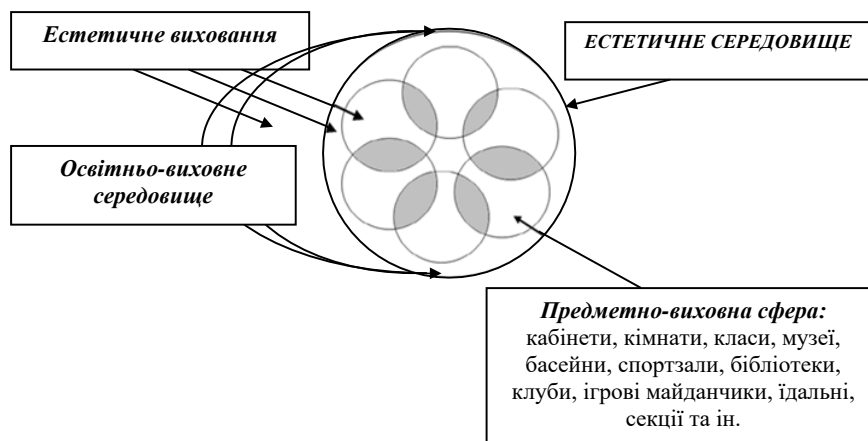 Естетичне виховання
ЕСТЕТИЧНЕ СЕРЕДОВИЩЕ
Освітньо-виховне
середовище
Предметно-виховна сфера:
кабінети, кімнати, класи, музеї,
басейни, спортзали, бібліотеки,
клуби, ігрові майданчики, їдальні,
секції та ін.